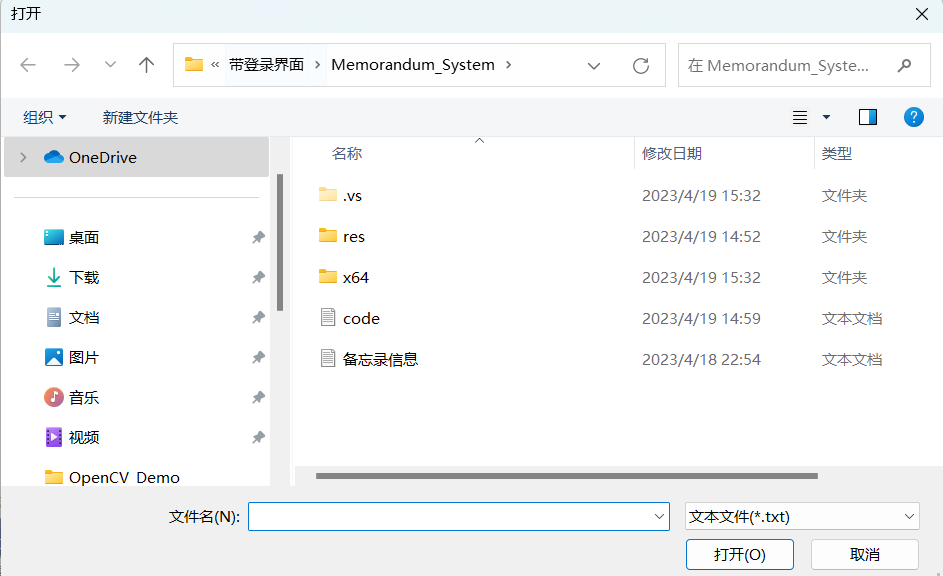 打开
« 带登录界面 › Memorandum_System ›
在 Memorandum_Syste...
组织 新建文件夹
OneDrive
桌面
下载
文档
图片
音乐
视频
OpenCV_Demo
名称 修改日期 类型
.vs 2023/4/19 15:32 文件夹
res 2023/4/19 14:52 文件夹
x64 2023/4/19 15:32 文件夹
code 2023/4/19 14:59 文本文档
备忘录信息 2023/4/18 22:54 文本文档
文件名(N): 文本文件(*.txt)
打开(O) 取消